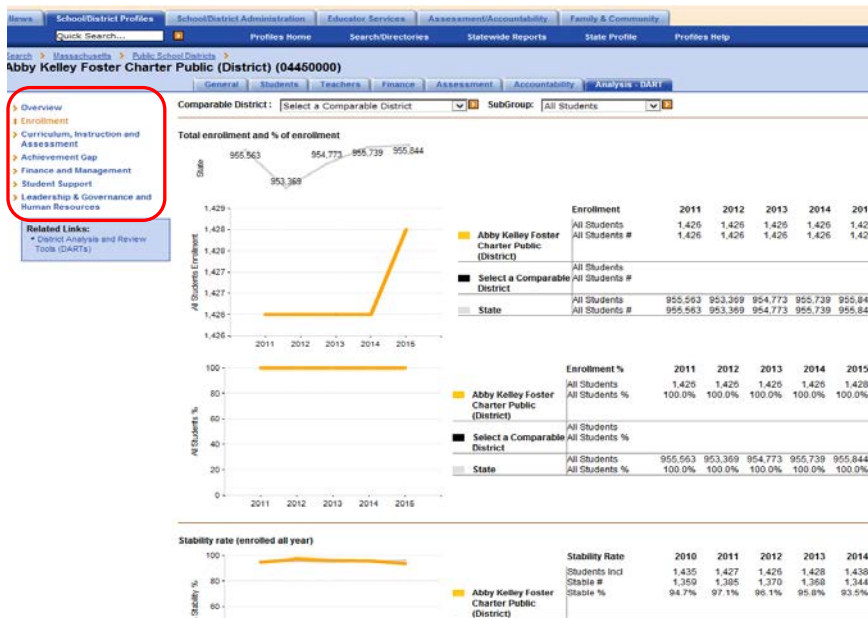 News School/District Profiles School/District Administration Educator Services Assessment/Accountability Family & Community
Quick Search... Profiles Home Search/Directories Statewide Reports State Profile Profiles Help
Search > Massachusetts > Public School Districts >
Abby Kelley Foster Charter Public (District) (04450000)
General Students Teachers Finance Assessment Accountability Analysis - DART
> Overview
Enrollment
> Curriculum, Instruction and
Assessment
> Achievement Gap
> Finance and Management
> Student Support
> Leadership & Governance and
Human Resources
Related Links:
• District Analysis and Review
Tools (DARTs)
Comparable District : Select a Comparable District SubGroup: All Students
Total enrollment and % of enrollment
State
955,563 953,369 954,773 955,739 955,844
All Students Enrollment
1,429
1,428
1,428
1,427
1,427
1,426
1,426
2011 2012 2013 2014 2015
Enrollment 2011 2012 2013 2014 201
All Students 1,426 1,426 1,426 1,426 1,42
Abby Kelley Foster All Students # 1,426 1,426 1,426 1,426 1,42
Charter Public
(District)
All Students
Select a Comparable All Students #
District
All Students 955,563 953,369 954,773 955,739 955,84
State All Students # 955,563 953,369 954,773 955,739 955,84
All Students %
100
80
60
40
20
0
2011 2012 2013 2014 2015
Enrollment % 2011 2012 2013 2014 2015
All Students 1,426 1,426 1,426 1,426 1,428
Abby Kelley Foster All Students % 100.0% 100.0% 100.0% 100.0% 100.0%
Charter Public
(District)
All Students
Select a Comparable All Students %
District
All Students 955,563 953,369 954,773 955,739 955,844
State All Students % 100.0% 100.0% 100.0% 100.0% 100.0%
Stability rate (enrolled all year)
Stability %
100
80
60
Stability Rate 2010 2011 2012 2013 2014
Students Incl 1,435 1,427 1,426 1,428 1,438
Stable # 1,359 1,385 1,370 1,368 1,344
Abby Kelley Foster Stable % 94.7% 97.1% 96.1% 95.8% 93.5%
Charter Public
(District)